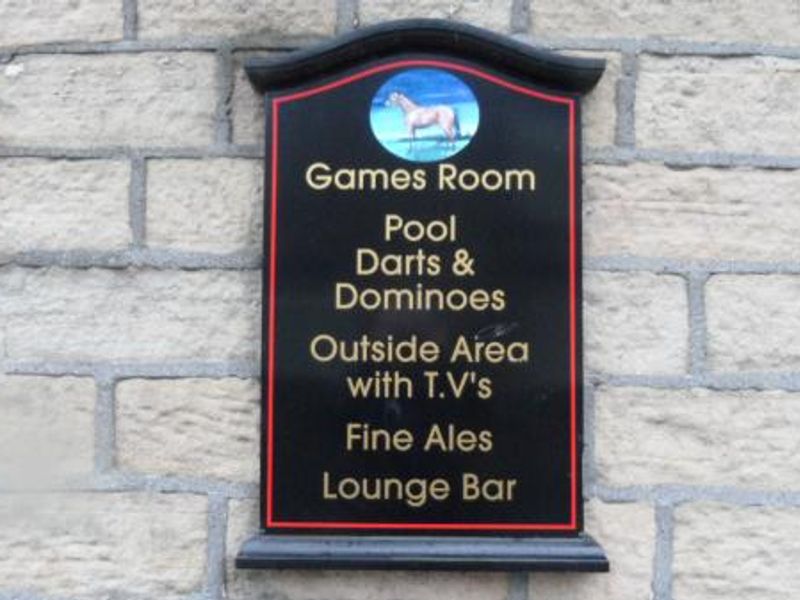 Games Room
Pool
Darts &
Dominoes
Outside Area
with T.V's
Fine Ales
Lounge Bar